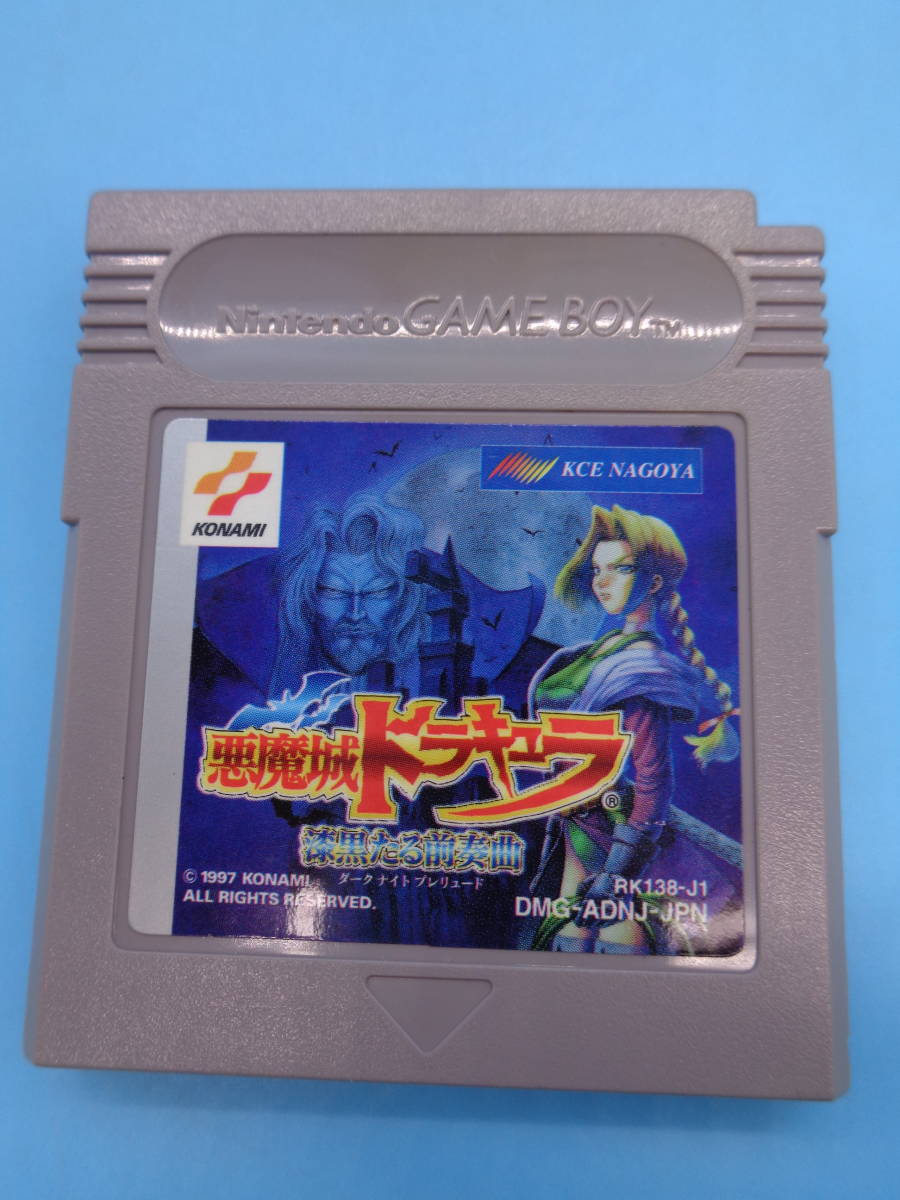 Nintendo GAME BOY TM
KONAMI
KCE NAGOYA
悪魔城ドラキュラ ®
漆黒たる前奏曲
ダークナイトプレリュード
© 1997 KONAMI
ALL RIGHTS RESERVED.
RK138-J1
DMG-ADNJ-JPN